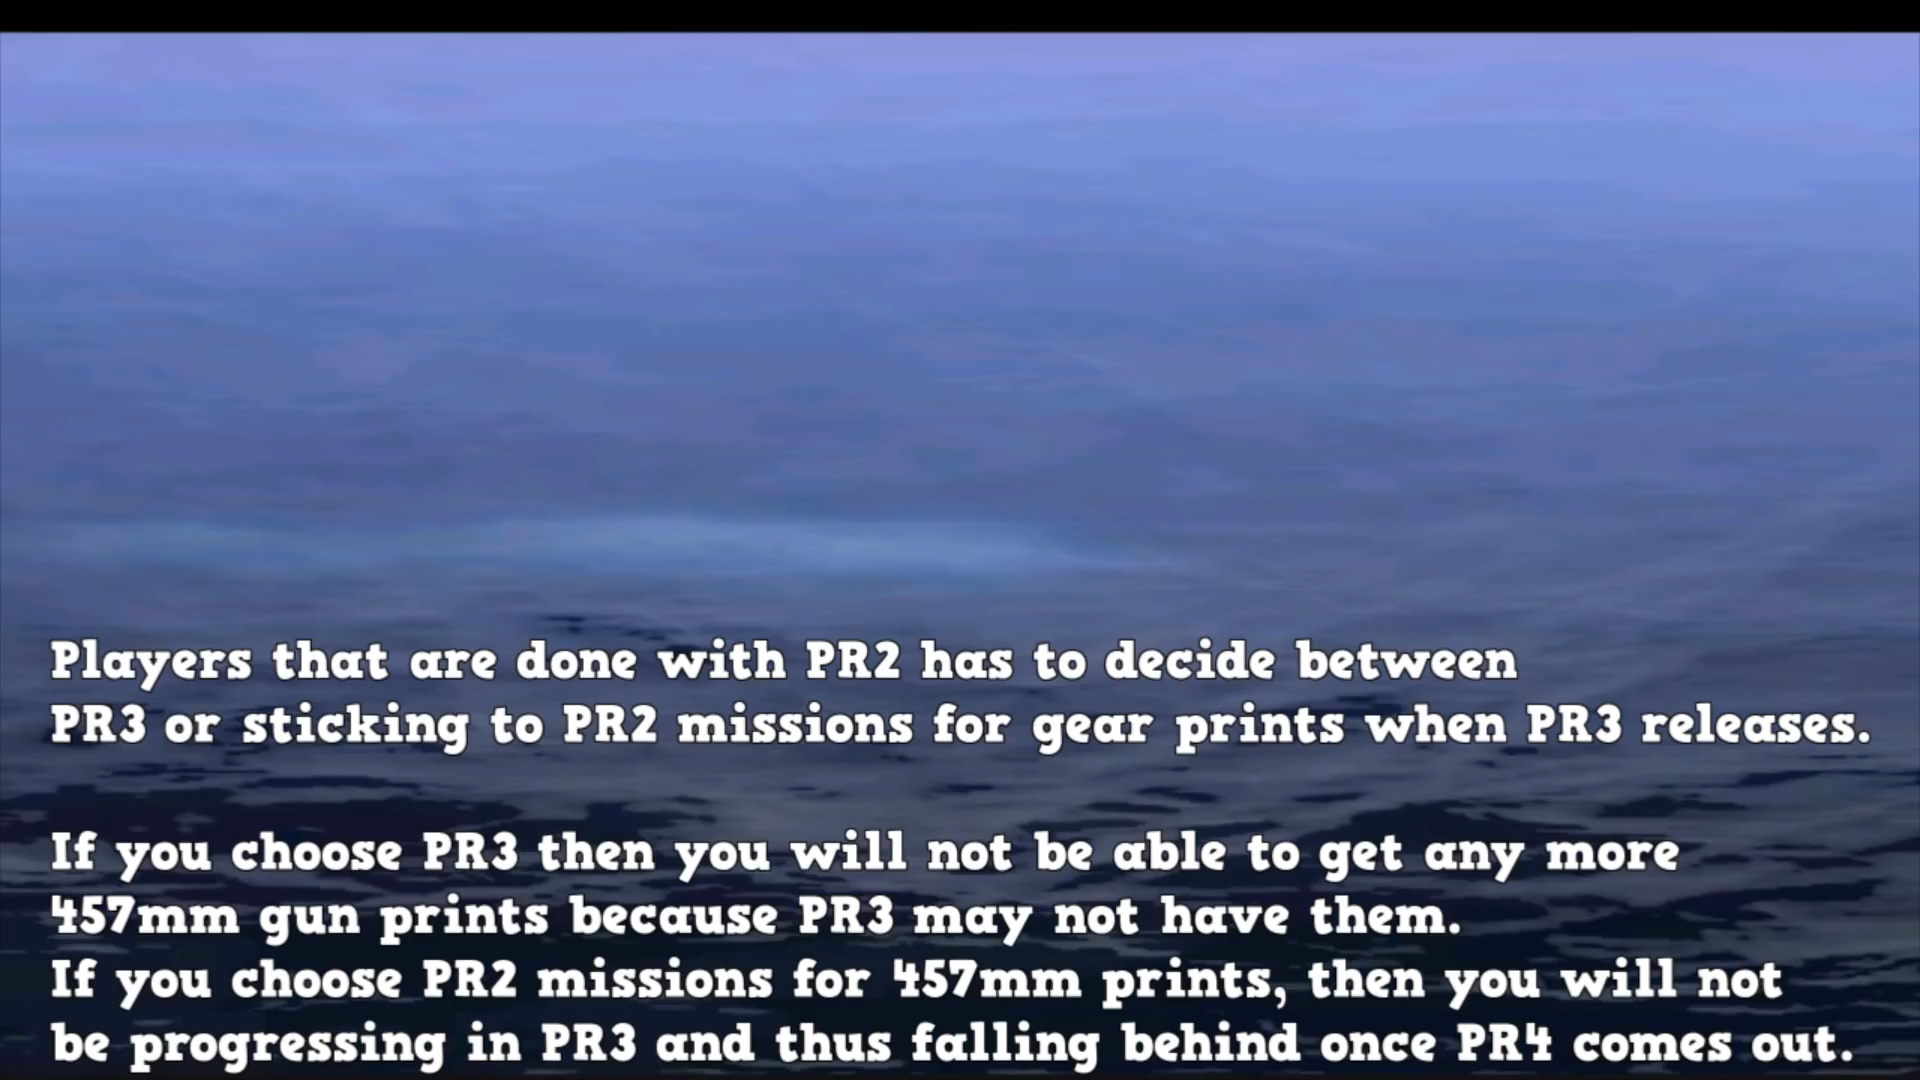 Players that are done with PR2 has to decide between
PR3 or sticking to PR2 missions for gear prints when PR3 releases.
If you choose PR3 then you will not be able to get any more
457mm gun prints because PR3 may not have them.
If you choose PR2 missions for 457mm prints, then you will not
be progressing in PR3 and thus falling behind once PR4 comes out.